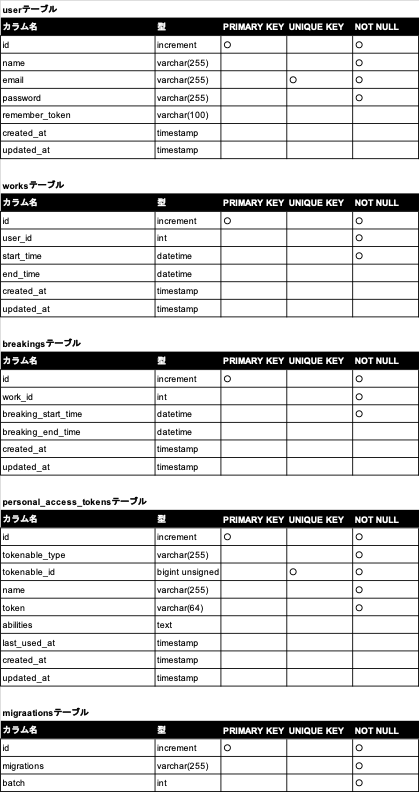 userテーブル
カラム名 型 PRIMARY KEY UNIQUE KEY NOT NULL
id increment ○ ○
name varchar(255) ○
email varchar(255) ○ ○
password varchar(255) ○
remember_token varchar(100)
created_at timestamp
updated_at timestamp
worksテーブル
カラム名 型 PRIMARY KEY UNIQUE KEY NOT NULL
id increment ○ ○
user_id int ○
start_time datetime ○
end_time datetime
created_at timestamp
updated_at timestamp
breakingsテーブル
カラム名 型 PRIMARY KEY UNIQUE KEY NOT NULL
id increment ○ ○
work_id int ○
breaking_start_time datetime ○
breaking_end_time datetime
created_at timestamp
updated_at timestamp
personal_access_tokensテーブル
カラム名 型 PRIMARY KEY UNIQUE KEY NOT NULL
id increment ○ ○
tokenable_type varchar(255) ○
tokenable_id bigint unsigned ○ ○
name varchar(255) ○
token varchar(64) ○
abilities text
last_used_at timestamp
created_at timestamp
updated_at timestamp
migraationsテーブル
カラム名 型 PRIMARY KEY UNIQUE KEY NOT NULL
id increment ○ ○
migrations varchar(255) ○
batch int ○